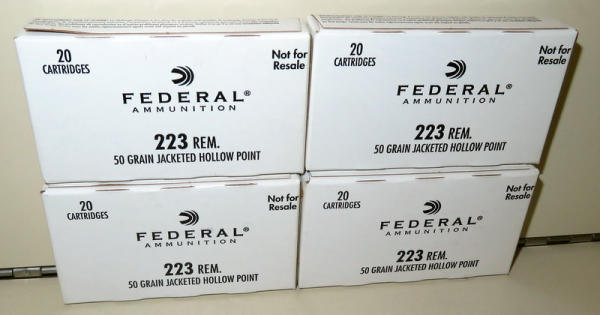 20
CARTRIDGES
Not for
Resale
FEDERAL®
AMMUNITION
223 REM.
50 GRAIN JACKETED HOLLOW POINT
20
CARTRIDGES
Not for
Resale
FEDERAL®
AMMUNITION
223 REM.
50 GRAIN JACKETED HOLLOW POINT
20
CARTRIDGES
Not for
Resale
FEDERAL®
AMMUNITION
223 REM.
50 GRAIN JACKETED HOLLOW POINT
20
CARTRIDGES
Not for
Resale
FEDERAL®
AMMUNITION
223 REM.
50 GRAIN JACKETED HOLLOW POINT